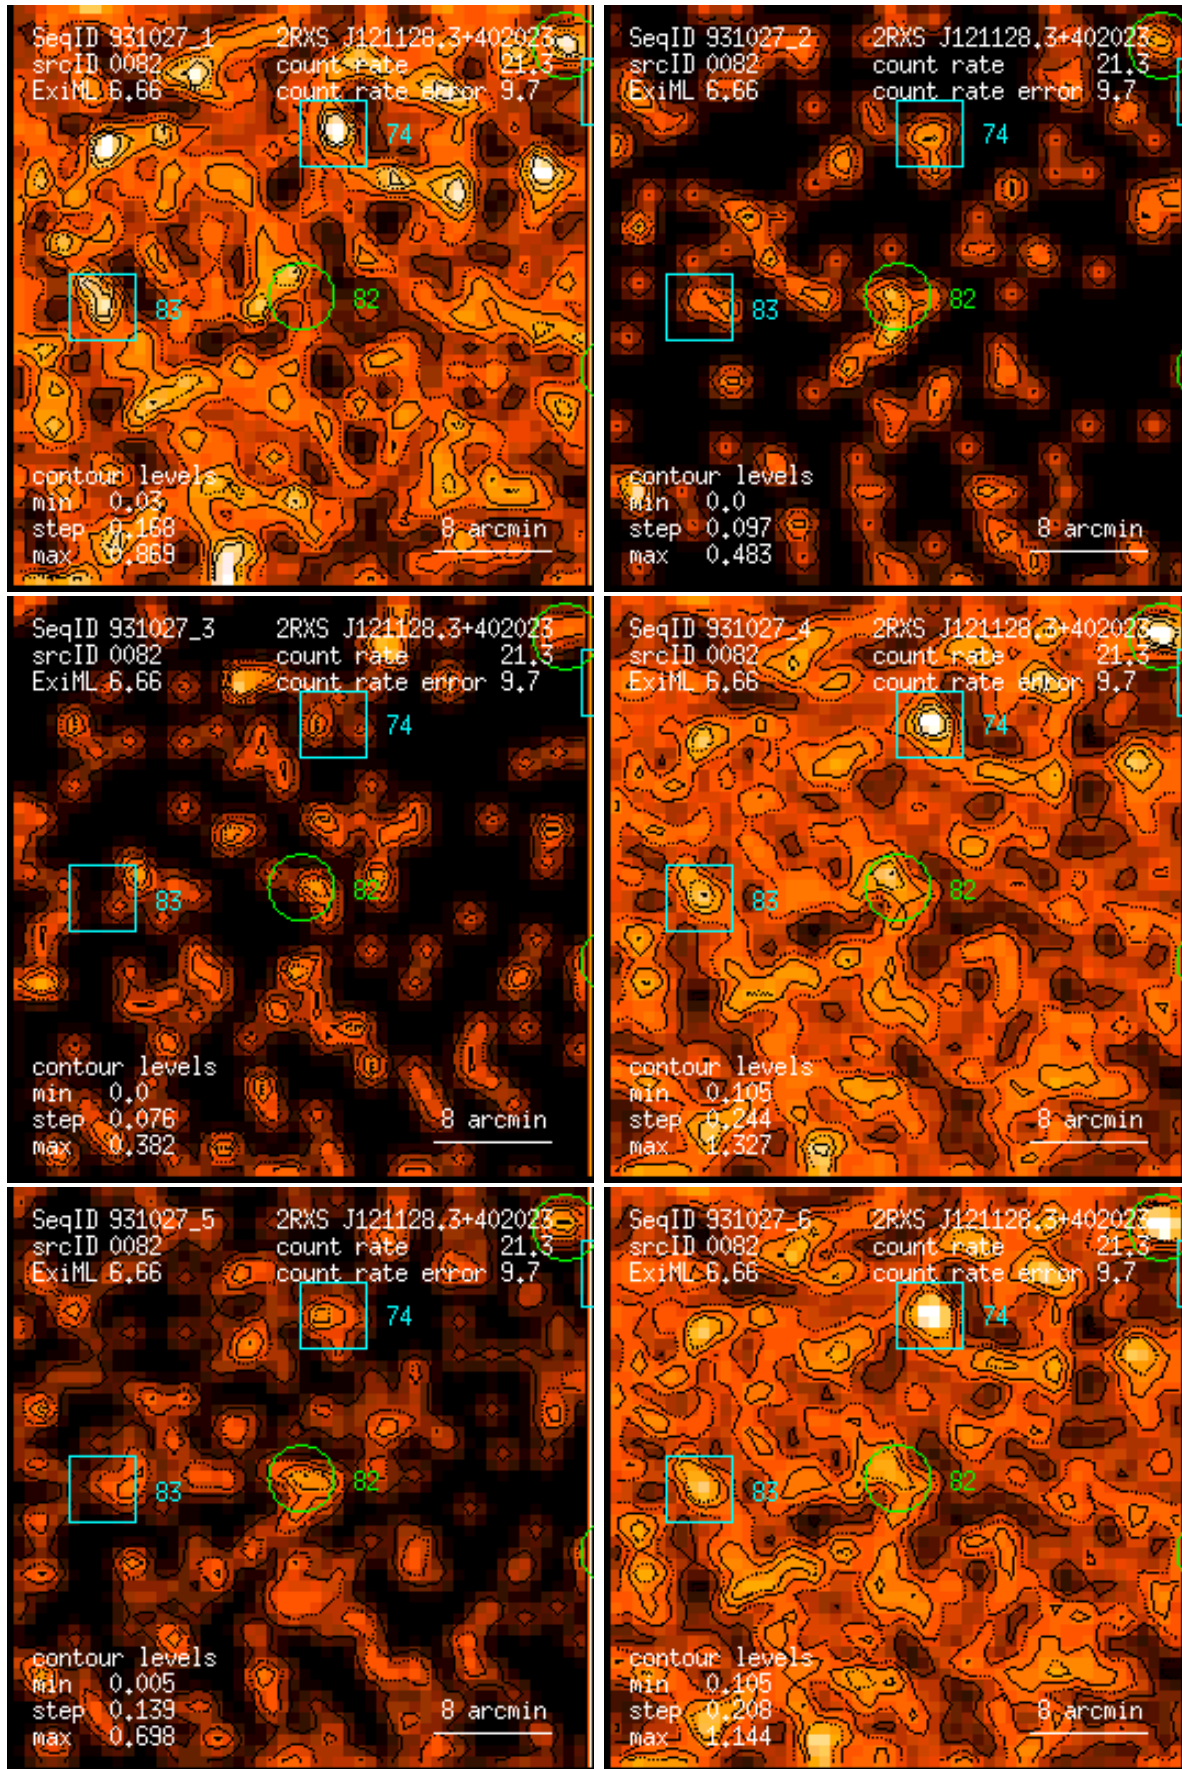 SeqID 931027_1 2RXS J121128.3+402023
srcID 0082 count rate 21.3
ExiML 6.66 count rate error 9.7
74
83
82
contour levels
min 0.03
step 0.168
max 0.869
8 arcmin
SeqID 931027_2 2RXS J121128.3+402023
srcID 0082 count rate 21.3
ExiML 6.66 count rate error 9.7
74
83
82
contour levels
min 0.0
step 0.097
max 0.483
8 arcmin
SeqID 931027_3 2RXS J121128.3+402023
srcID 0082 count rate 21.3
ExiML 6.66 count rate error 9.7
74
83
82
contour levels
min 0.0
step 0.076
max 0.382
8 arcmin
SeqID 931027_4 2RXS J121128.3+402023
srcID 0082 count rate 21.3
ExiML 6.66 count rate error 9.7
74
83
82
contour levels
min 0.105
step 0.244
max 1.327
8 arcmin
SeqID 931027_5 2RXS J121128.3+402023
srcID 0082 count rate 21.3
ExiML 6.66 count rate error 9.7
74
83
82
contour levels
min 0.005
step 0.139
max 0.698
8 arcmin
SeqID 931027_6 2RXS J121128.3+402023
srcID 0082 count rate 21.3
ExiML 6.66 count rate error 9.7
74
83
82
contour levels
min 0.105
step 0.208
max 1.144
8 arcmin